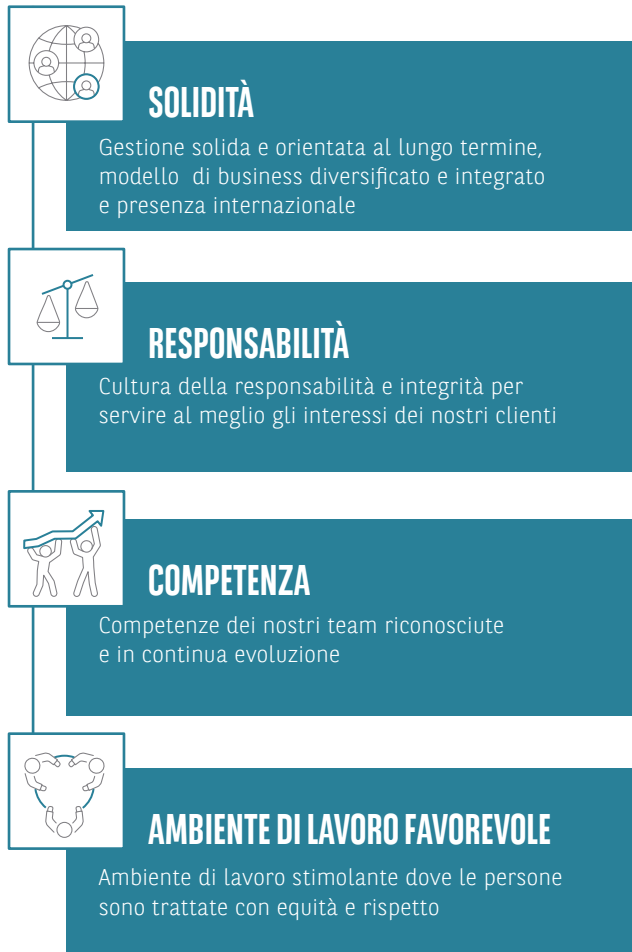 SOLIDITÀ
Gestione solida e orientata al lungo termine,
modello di business diversificato e integrato
e presenza internazionale
RESPONSABILITÀ
Cultura della responsabilità e integrità per
servire al meglio gli interessi dei nostri clienti
COMPETENZA
Competenze dei nostri team riconosciute
e in continua evoluzione
AMBIENTE DI LAVORO FAVOREVOLE
Ambiente di lavoro stimolante dove le persone
sono trattate con equità e rispetto